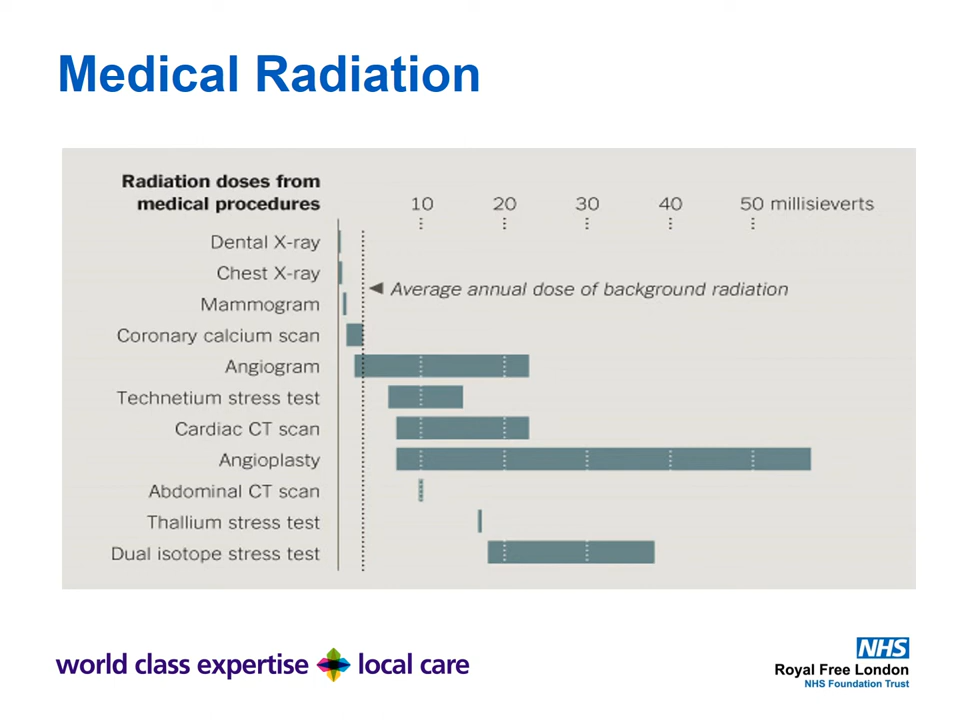 Medical Radiation
Radiation doses from
medical procedures
10 20 30 40 50 millisieverts
Dental X-ray
Chest X-ray
◄ Average annual dose of background radiation
Mammogram
Coronary calcium scan
Angiogram
Technetium stress test
Cardiac CT scan
Angioplasty
Abdominal CT scan
Thallium stress test
Dual isotope stress test
world class expertise local care
NHS
Royal Free London
NHS Foundation Trust